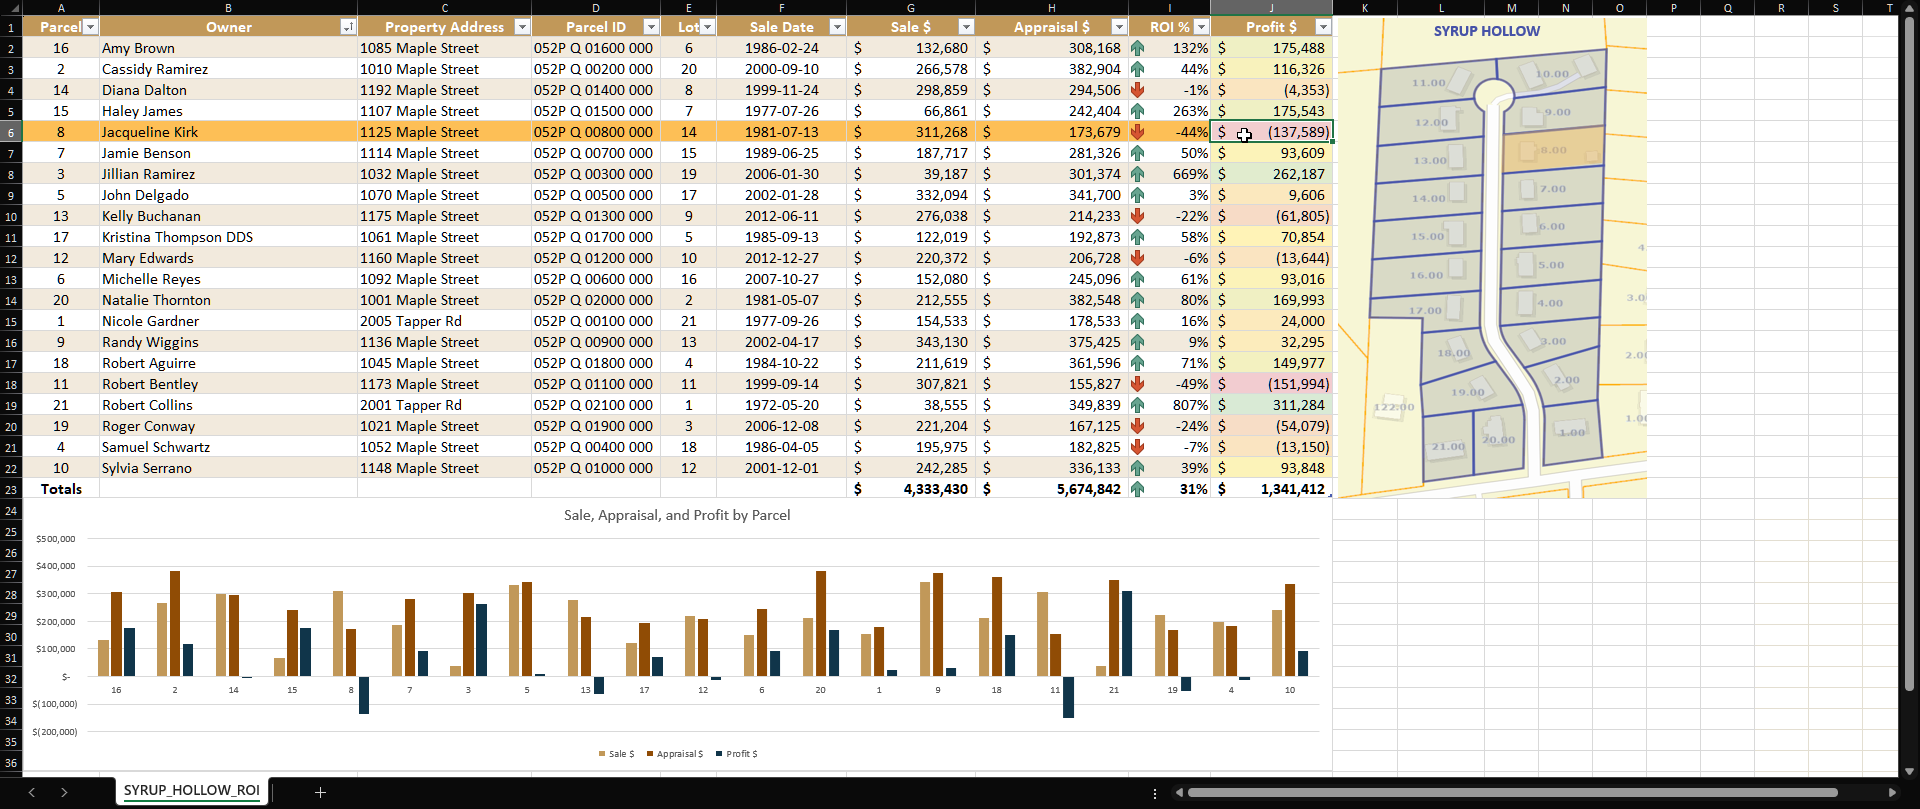 A B C D E F G H I J K L M N O P Q R S T
1 Parcel Owner Property Address Parcel ID Lot Sale Date Sale $ Appraisal $ ROI % Profit $
2 16 Amy Brown 1085 Maple Street 052P Q 01600 000 6 1986-02-24 $ 132,680 $ 308,168 132% $ 175,488
3 2 Cassidy Ramirez 1010 Maple Street 052P Q 00200 000 20 2000-09-10 $ 266,578 $ 382,904 44% $ 116,326
4 14 Diana Dalton 1192 Maple Street 052P Q 01400 000 8 1999-11-24 $ 298,859 $ 294,506 -1% $ (4,353)
5 15 Haley James 1107 Maple Street 052P Q 01500 000 7 1977-07-26 $ 66,861 $ 242,404 263% $ 175,543
6 8 Jacqueline Kirk 1125 Maple Street 052P Q 00800 000 14 1981-07-13 $ 311,268 $ 173,679 -44% $ (137,589)
7 7 Jamie Benson 1114 Maple Street 052P Q 00700 000 15 1989-06-25 $ 187,717 $ 281,326 50% $ 93,609
8 3 Jillian Ramirez 1032 Maple Street 052P Q 00300 000 19 2006-01-30 $ 39,187 $ 301,374 669% $ 262,187
9 5 John Delgado 1070 Maple Street 052P Q 00500 000 17 2002-01-28 $ 332,094 $ 341,700 3% $ 9,606
10 13 Kelly Buchanan 1175 Maple Street 052P Q 01300 000 9 2012-06-11 $ 276,038 $ 214,233 -22% $ (61,805)
11 17 Kristina Thompson DDS 1061 Maple Street 052P Q 01700 000 5 1985-09-13 $ 122,019 $ 192,873 58% $ 70,854
12 12 Mary Edwards 1160 Maple Street 052P Q 01200 000 10 2012-12-27 $ 220,372 $ 206,728 -6% $ (13,644)
13 6 Michelle Reyes 1092 Maple Street 052P Q 00600 000 16 2007-10-27 $ 152,080 $ 245,096 61% $ 93,016
14 20 Natalie Thornton 1001 Maple Street 052P Q 02000 000 2 1981-05-07 $ 212,555 $ 382,548 80% $ 169,993
15 1 Nicole Gardner 2005 Tapper Rd 052P Q 00100 000 21 1977-09-26 $ 154,533 $ 178,533 16% $ 24,000
16 9 Randy Wiggins 1136 Maple Street 052P Q 00900 000 13 2002-04-17 $ 343,130 $ 375,425 9% $ 32,295
17 18 Robert Aguirre 1045 Maple Street 052P Q 01800 000 4 1984-10-22 $ 211,619 $ 361,596 71% $ 149,977
18 11 Robert Bentley 1173 Maple Street 052P Q 01100 000 11 1999-09-14 $ 307,821 $ 155,827 -49% $ (151,994)
19 21 Robert Collins 2001 Tapper Rd 052P Q 02100 000 1 1972-05-20 $ 38,555 $ 349,839 807% $ 311,284
20 19 Roger Conway 1021 Maple Street 052P Q 01900 000 3 2006-12-08 $ 221,204 $ 167,125 -24% $ (54,079)
21 4 Samuel Schwartz 1052 Maple Street 052P Q 00400 000 18 1986-04-05 $ 195,975 $ 182,825 -7% $ (13,150)
22 10 Sylvia Serrano 1148 Maple Street 052P Q 01000 000 12 2001-12-01 $ 242,285 $ 336,133 39% $ 93,848
23 Totals $ 4,333,430 $ 5,674,842 31% $ 1,341,412
SYRUP HOLLOW
11.00 10.00
12.00 9.00
13.00 8.00
14.00 7.00
15.00 6.00
16.00 5.00
17.00 4.00 3.0
18.00 3.00 2.0
19.00 2.00
122.00 1.0
21.00 20.00 1.00
24
25
26
27
28
29
30
31
32
33
34
35
36
Sale, Appraisal, and Profit by Parcel
$500,000
$400,000
$300,000
$200,000
$100,000
$-
$(100,000)
$(200,000)
16 2 14 15 8 7 3 5 13 17 12 6 20 1 9 18 11 21 19 4 10
Sale $ Appraisal $ Profit $
SYRUP_HOLLOW_ROI